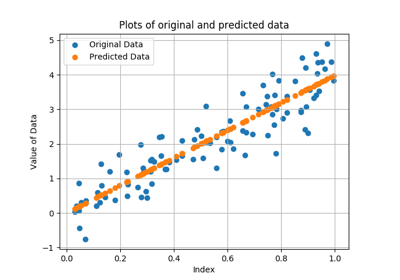 Plots of original and predicted data
Original Data
Predicted Data
Value of Data
5
4
3
2
1
0
−1
0.0 0.2 0.4 0.6 0.8 1.0
Index